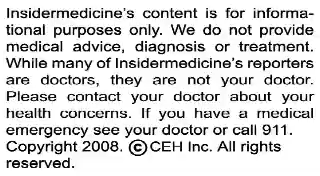 Insidermedicine's content is for informa-
tional purposes only. We do not provide
medical advice, diagnosis or treatment.
While many of Insidermedicine's reporters
are doctors, they are not your doctor.
Please contact your doctor about your
health concerns. If you have a medical
emergency see your doctor or call 911.
Copyright 2008. ©CEH Inc. All rights
reserved.